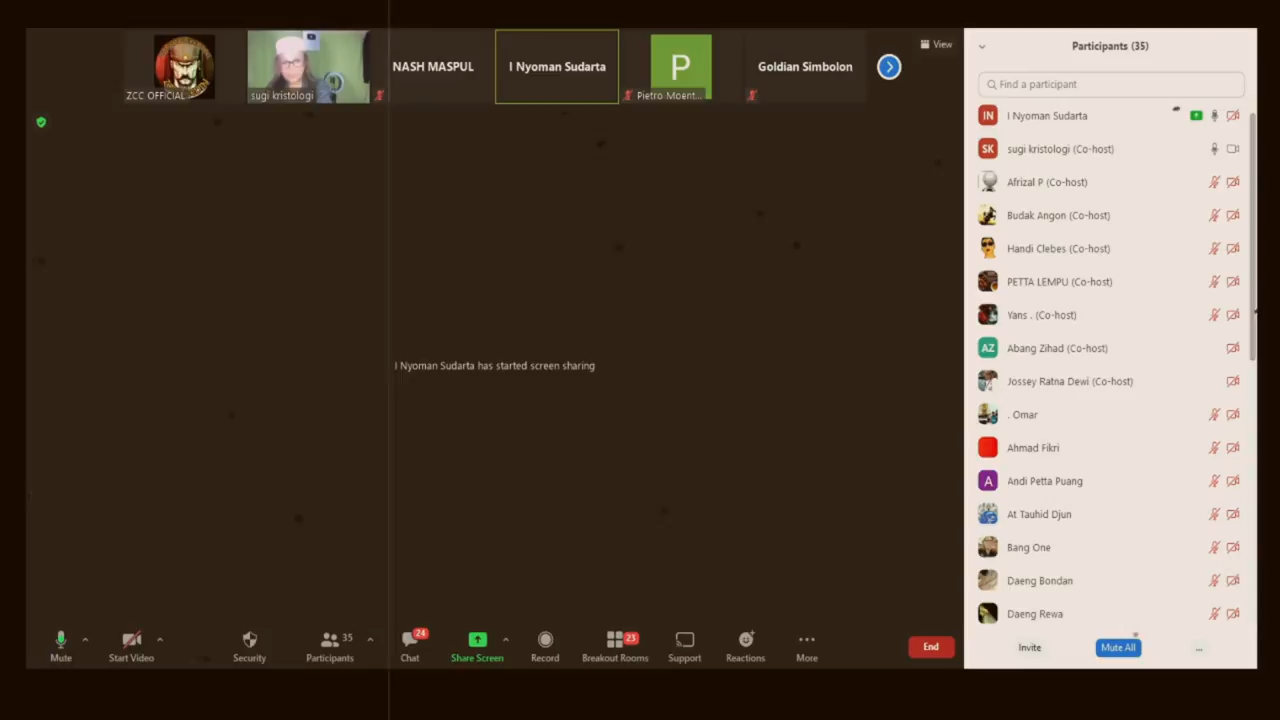 ZCC OFFICIAL
sugi kristologi
NASH MASPUL
I Nyoman Sudarta
P
Pietro Moent...
Goldian Simbolon
View
I Nyoman Sudarta has started screen sharing
Mute
Start Video
Security
35
Participants
24
Chat
Share Screen
Record
23
Breakout Rooms
Support
Reactions
More
End
Participants (35)
Find a participant
IN I Nyoman Sudarta
SK sugi kristologi (Co-host)
Afrizal P (Co-host)
Budak Angon (Co-host)
Handi Clebes (Co-host)
PETTA LEMPU (Co-host)
Yans . (Co-host)
AZ Abang Zihad (Co-host)
Jossey Ratna Dewi (Co-host)
. Omar
Ahmad Fikri
A Andi Petta Puang
At Tauhid Djun
Bang One
Daeng Bondan
Daeng Rewa
Invite
Mute All
...